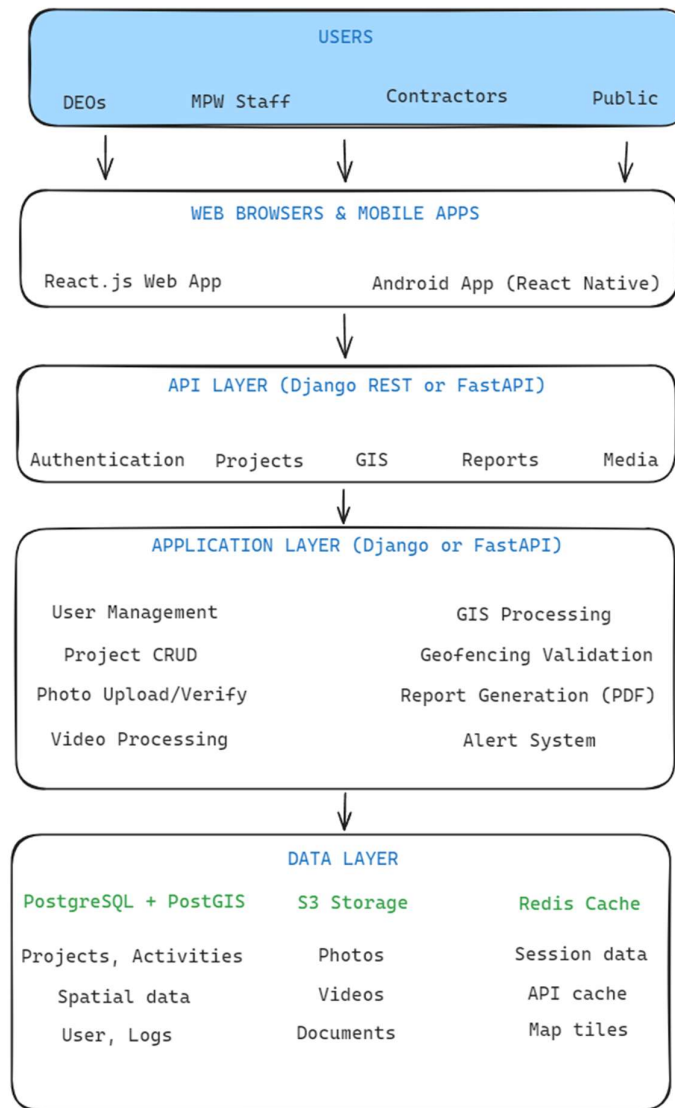 USERS
DEOs MPW Staff Contractors Public
WEB BROWSERS & MOBILE APPS
React.js Web App Android App (React Native)
API LAYER (Django REST or FastAPI)
Authentication Projects GIS Reports Media
APPLICATION LAYER (Django or FastAPI)
User Management GIS Processing
Project CRUD Geofencing Validation
Photo Upload/Verify Report Generation (PDF)
Video Processing Alert System
DATA LAYER
PostgreSQL + PostGIS S3 Storage Redis Cache
Projects, Activities Photos Session data
Spatial data Videos API cache
User, Logs Documents Map tiles